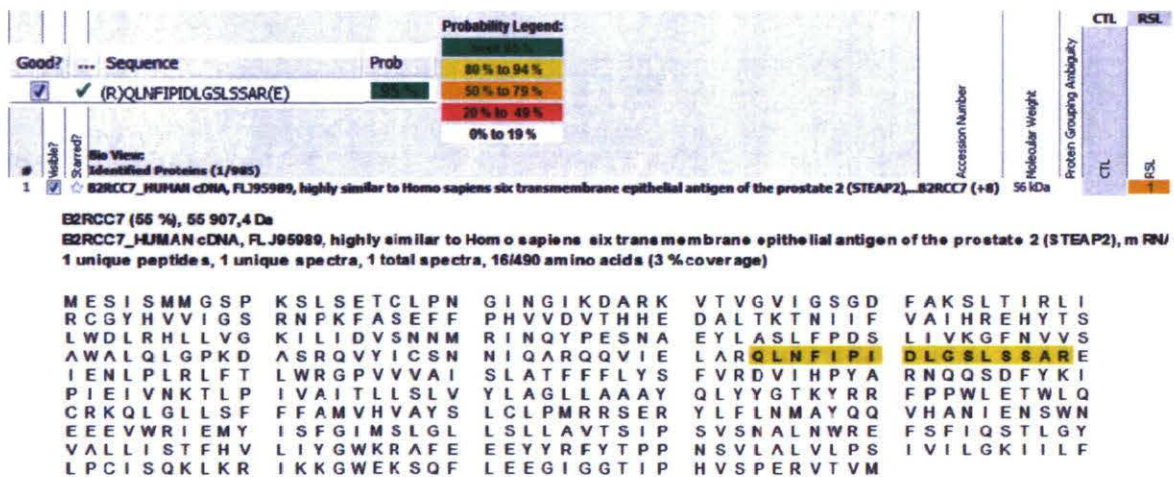 CTL RSL
Probability Legend:
80 % to 94 %
50 % to 79 %
20 % to 49 %
0% to 19 %
Good? ... Sequence Prob
(R)QLNFIPIDLGSLSSAR(E) 95 %
Visible?
Starred?
Accession Number
Molecular Weight
Protein Grouping Ambiguity
CTL
RSL
Bio View:
# Identified Proteins (1/985)
1 B2RCC7_HUMAN cDNA, FLJ95989, highly similar to Homo sapiens six transmembrane epithelial antigen of the prostate 2 (STEAP2),... B2RCC7 (+8) 56 kDa 1
B2RCC7 (55 %), 55 907,4 Da
B2RCC7_HUMAN cDNA, FLJ95989, highly similar to Homo sapiens six transmembrane epithelial antigen of the prostate 2 (STEAP2), mRNA
1 unique peptides, 1 unique spectra, 1 total spectra, 16/490 amino acids (3 % coverage)
MESISMMGSP KSLSETCLPN GINGIKDARK VTVGVIGSGD FAKSLTIRLI
RCGYHVVIGS RNPKFASEFF PHVVDVTHHE DALTKTNIIF VAIHREHYTS
LWDLRHLLVG KILIDVSNNM RINQYPESNA EYLASLFPDS LIVKGFNVVS
AWALQLGPKD ASRQVYICSN NIQARQQVIE LARQLNFIPI DLGSLSSARE
IENLPLRLFT LWRGPVVVAI SLATFFFLYS FVRDVIHPYA RNQQSDFYKI
PIEIVNKTLP IVAITLLSLV YLAGLLAAAY QLYYGTKYRR FPPWLETWLQ
CRKQLGLLSF FFAMVHVAYS LCLPMRRSER YLFLNMAYQQ VHANIENSWN
EEEVWRIEMY ISFGIMSLGL LSLLAVTSIP SVSNALNWRE FSFIQSTLGY
VALLISTFHV LIYGWKRAFE EEYYRFYTPP NSVLALVLPS IVILGKIILF
LPCISQKLKR IKKGWEKSQF LEEGIGGTIP HVSPERVTVM